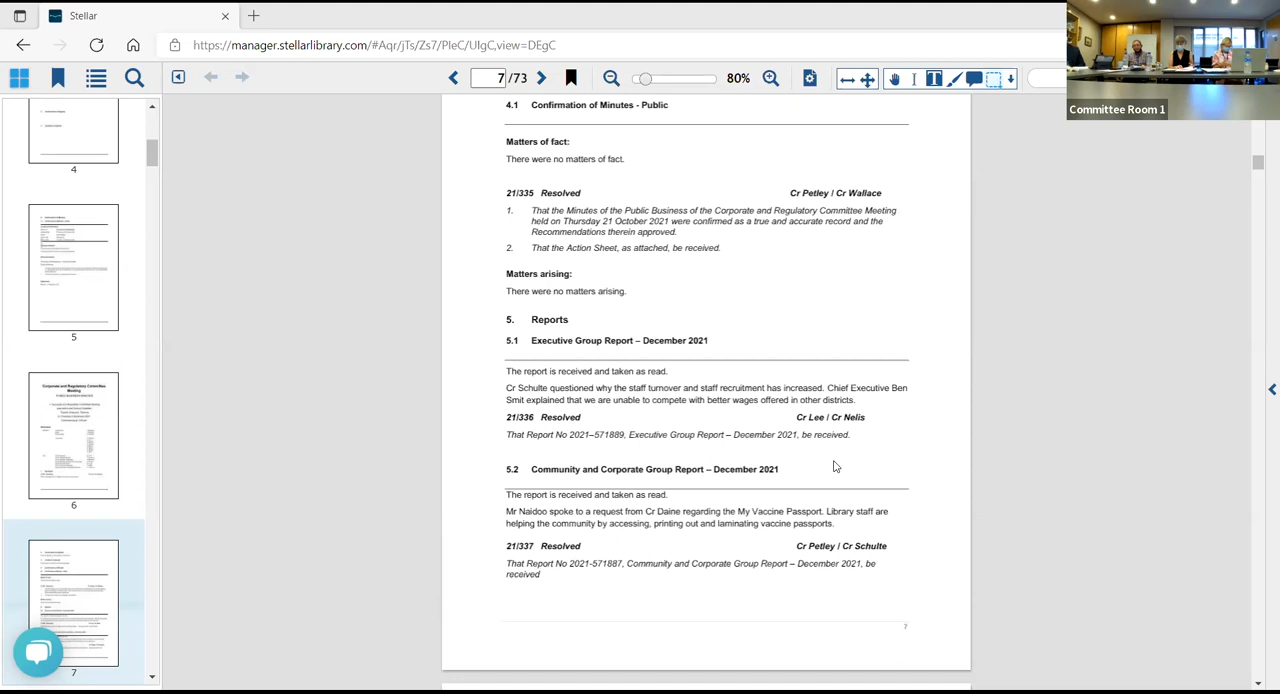 Stellar
https://manager.stellarlibrary.com/#Aqr/jTs/Zs7/PIeC/UIgC,view=DEgC
7 /73
80%
Committee Room 1
4
5
Corporate and Regulatory Committee
Meeting
6
7
4.1 Confirmation of Minutes - Public
Matters of fact:
There were no matters of fact.
21/335 Resolved Cr Petley / Cr Wallace
1. That the Minutes of the Public Business of the Corporate and Regulatory Committee Meeting
held on Thursday 21 October 2021 were confirmed as a true and accurate record and the
Recommendations therein approved.
2. That the Action Sheet, as attached, be received.
Matters arising:
There were no matters arising.
5. Reports
5.1 Executive Group Report – December 2021
The report is received and taken as read.
Cr Schulte questioned why the staff turnover and staff recruitment has increased. Chief Executive Ben
Smit explained that we are unable to compete with better wages offered in other districts.
21/336 Resolved Cr Lee / Cr Nelis
That Report No 2021–571889, Executive Group Report – December 2021, be received.
5.2 Community and Corporate Group Report – December 2021
The report is received and taken as read.
Mr Naidoo spoke to a request from Cr Daine regarding the My Vaccine Passport. Library staff are
helping the community by accessing, printing out and laminating vaccine passports.
21/337 Resolved Cr Petley / Cr Schulte
That Report No 2021-571887, Community and Corporate Group Report – December 2021, be
received
7